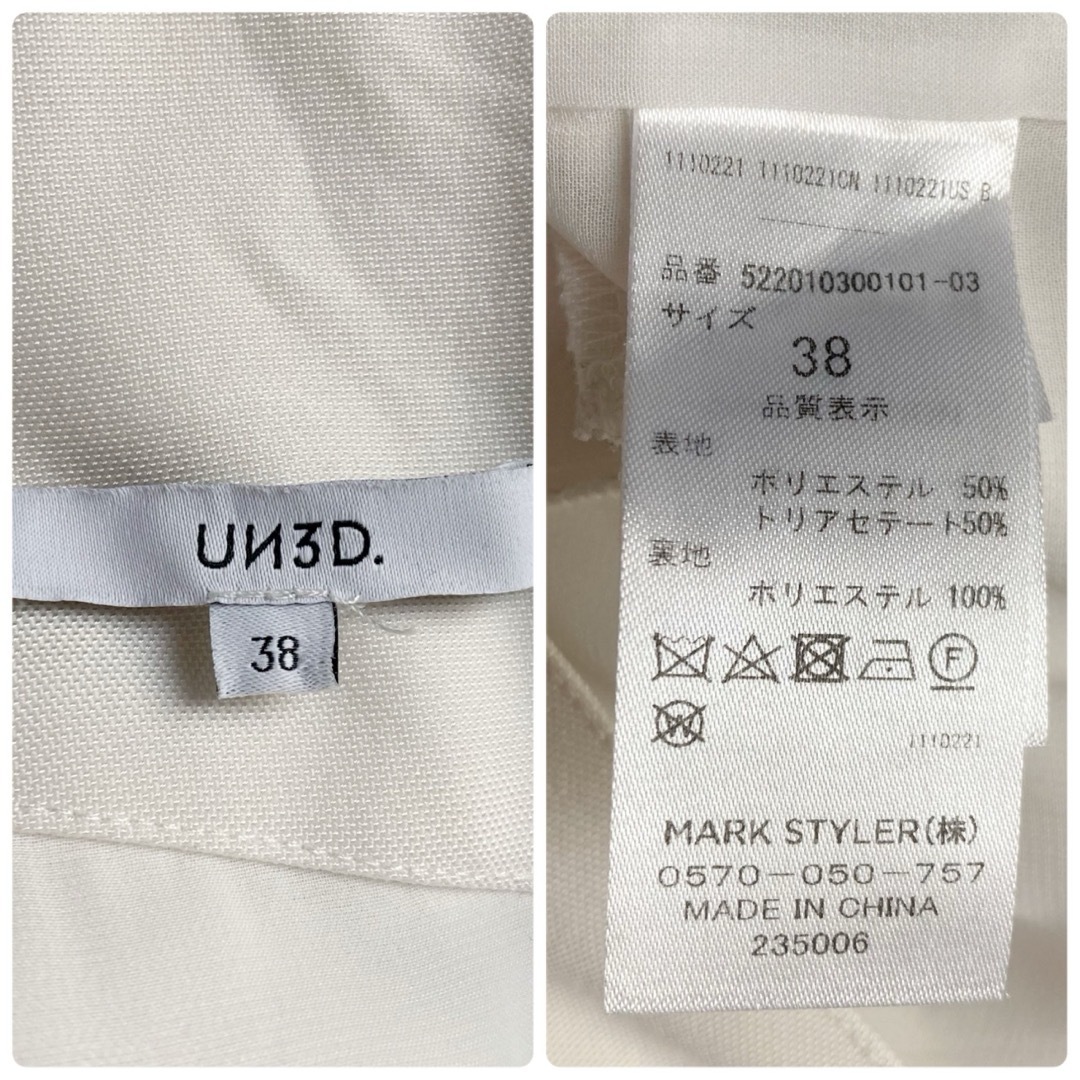 UИ3D.
38
1110221 1110221CN 1110221US B
品番 522010300101-03
サイズ
38
品質表示
表地
ポリエステル 50%
トリアセテート50%
裏地
ポリエステル 100%
F
W
1110221
MARK STYLER(株)
0570-050-757
MADE IN CHINA
235006